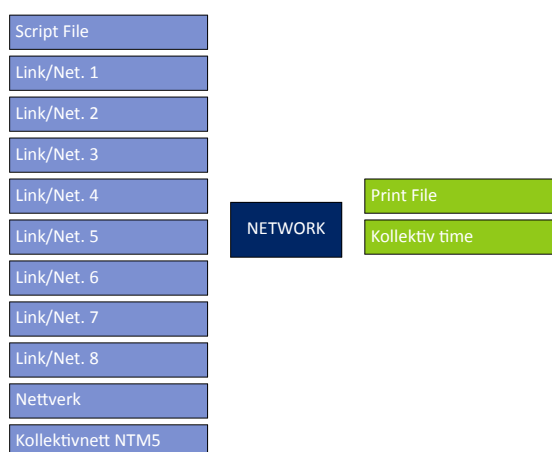 Script File
Link/Net. 1
Link/Net. 2
Link/Net. 3
Link/Net. 4
Link/Net. 5
Link/Net. 6
Link/Net. 7
Link/Net. 8
Nettverk
Kollektivnett NTM5
NETWORK
Print File
Kollektiv time